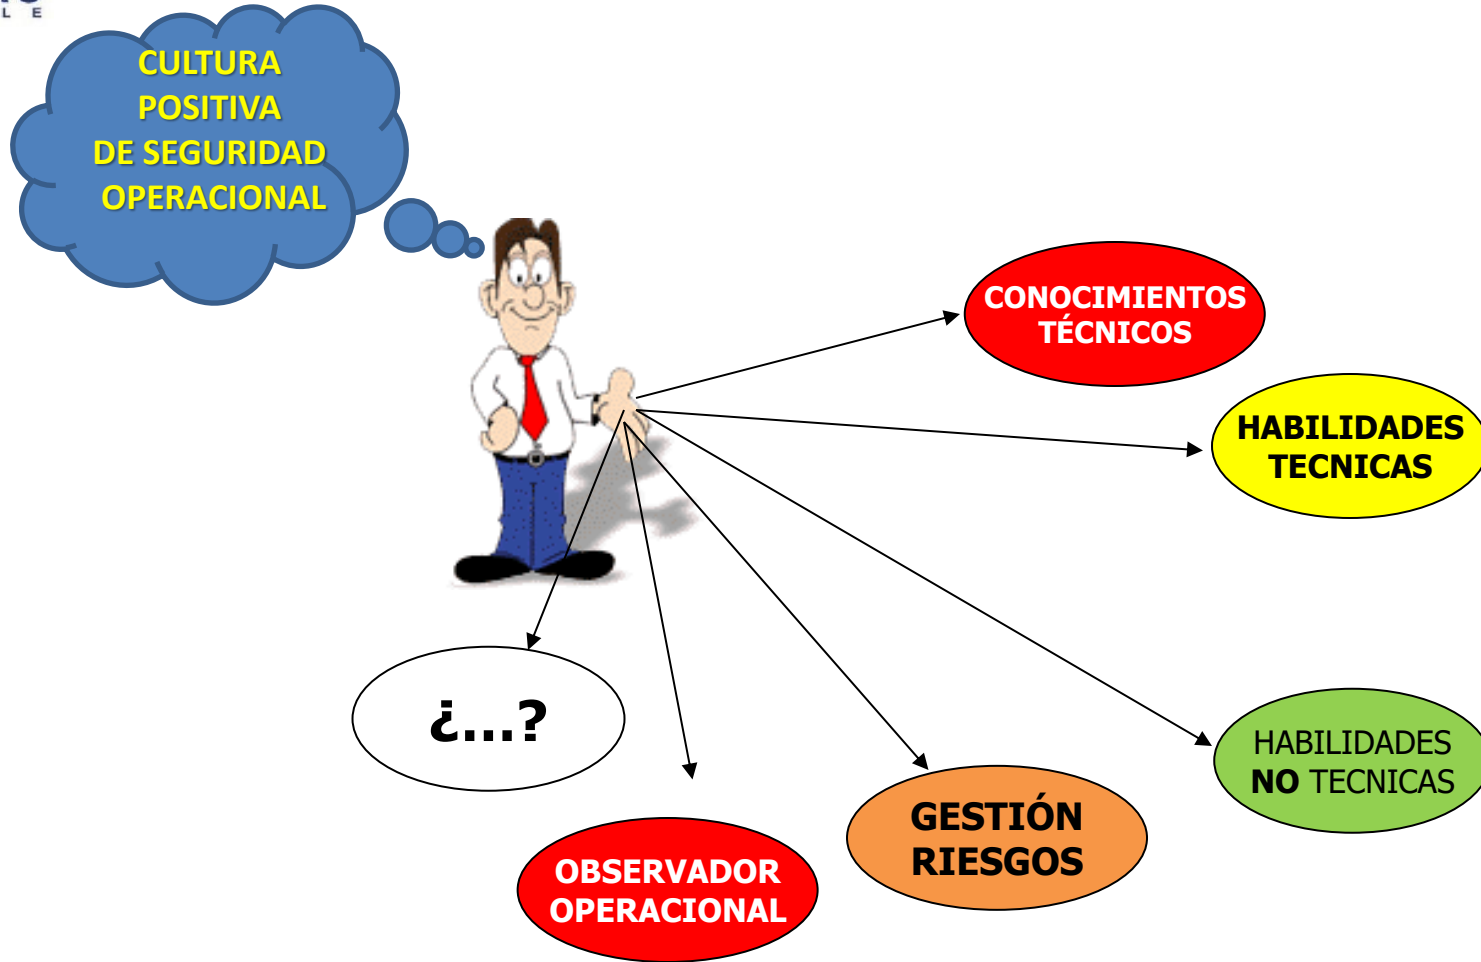 L E
CULTURA
POSITIVA
DE SEGURIDAD
OPERACIONAL
CONOCIMIENTOS
TÉCNICOS
HABILIDADES
TECNICAS
HABILIDADES
NO TECNICAS
GESTIÓN
RIESGOS
OBSERVADOR
OPERACIONAL
¿...?